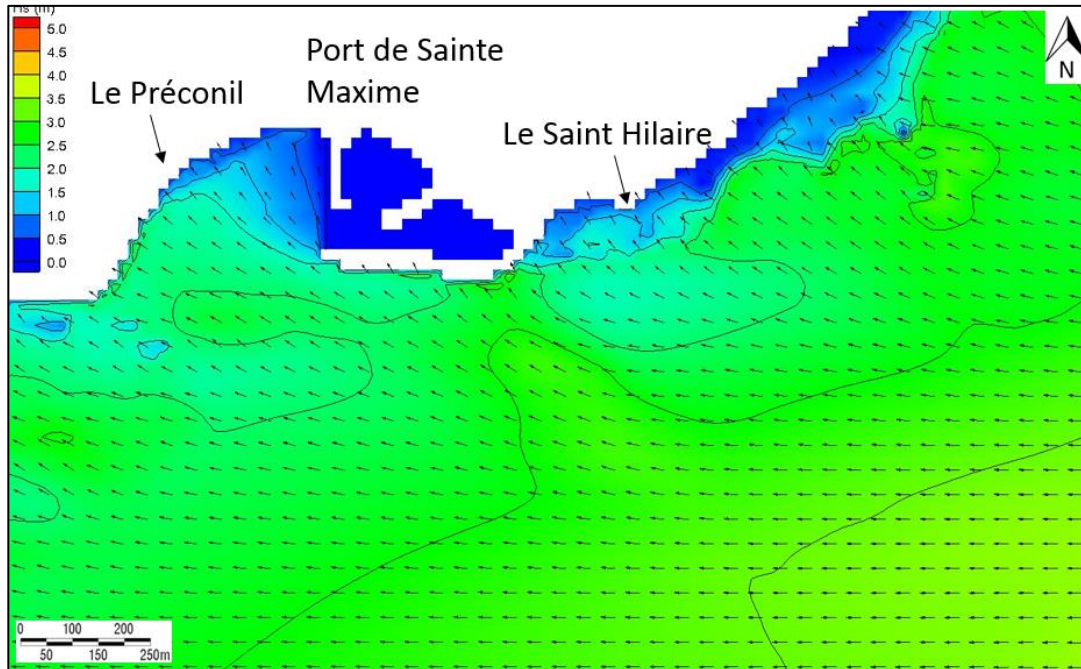 Hs (m)
5.0
4.5
4.0
3.5
3.0
2.5
2.0
1.5
1.0
0.5
0.0
Port de Sainte
Maxime
Le Préconil
Le Saint Hilaire
N
0 100 200
50 150 250m